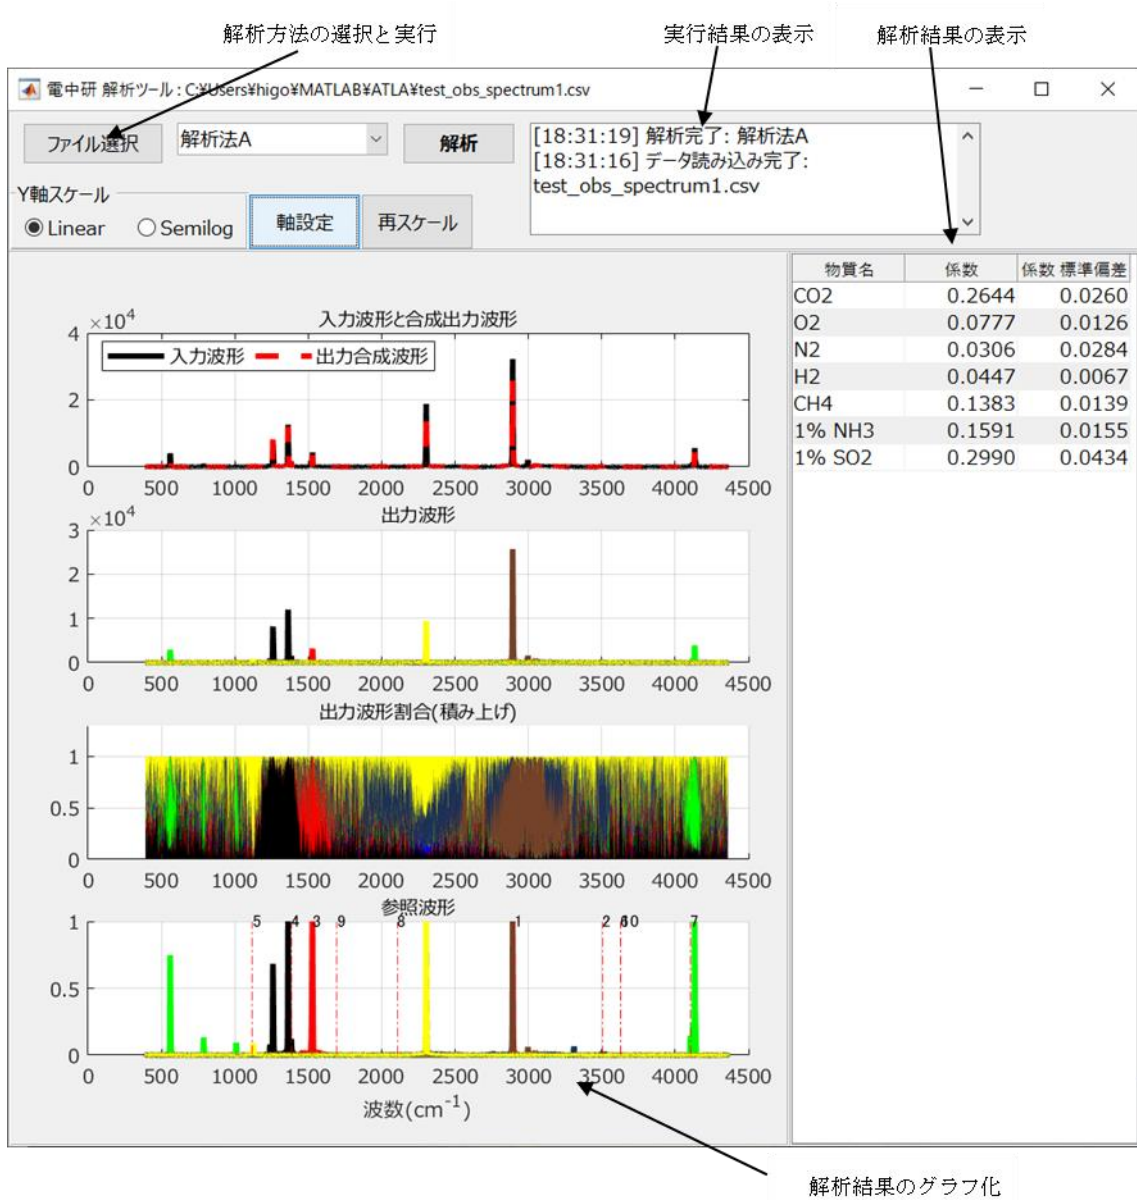 解析方法の選択と実行
実行結果の表示
解析結果の表示
電中研 解析ツール : C:¥Users¥higo¥MATLAB¥ATLA¥test_obs_spectrum1.csv
ファイル選択
解析法A
解析
[18:31:19] 解析完了: 解析法A
[18:31:16] データ読み込み完了:
test_obs_spectrum1.csv
Y軸スケール
Linear
Semilog
軸設定
再スケール
物質名 係数 係数 標準偏差
CO2 0.2644 0.0260
O2 0.0777 0.0126
N2 0.0306 0.0284
H2 0.0447 0.0067
CH4 0.1383 0.0139
1% NH3 0.1591 0.0155
1% SO2 0.2990 0.0434
入力波形と合成出力波形
×10⁴
4
2
0
入力波形 出力合成波形
0 500 1000 1500 2000 2500 3000 3500 4000 4500
出力波形
×10⁴
3
2
1
0
0 500 1000 1500 2000 2500 3000 3500 4000 4500
出力波形割合(積み上げ)
1
0.5
0
0 500 1000 1500 2000 2500 3000 3500 4000 4500
参照波形
1
0.5
0
5 4 3 9 8 1 2 7
0 500 1000 1500 2000 2500 3000 3500 4000 4500
波数(cm⁻¹)
解析結果のグラフ化